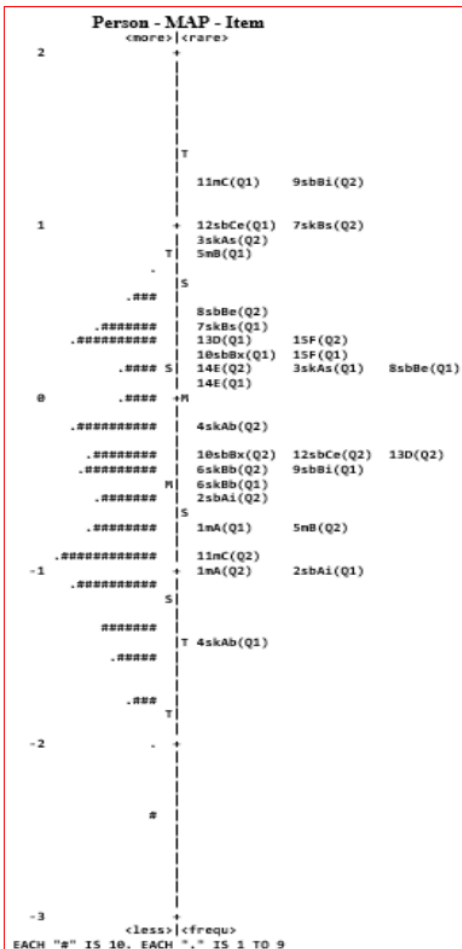 Person - MAP - Item
<more>|<rare>
2 +
|
|
|
|
|
|T
|
| 11mC(Q1) 9sbBi(Q2)
|
1 + 12sbCe(Q1) 7skBs(Q2)
| 3skAs(Q2)
T| 5mB(Q1)
. |
|S
.### |
| 8sbBe(Q2)
.####### | 7skBs(Q1)
.########## | 13D(Q1) 15F(Q2)
| 10sbBx(Q1) 15F(Q1)
.#### S| 14E(Q2) 3skAs(Q1) 8sbBe(Q1)
| 14E(Q1)
0 .#### +M
|
.########## | 4skAb(Q2)
|
.######## | 10sbBx(Q2) 12sbCe(Q2) 13D(Q2)
.######### | 6skBb(Q2) 9sbBi(Q1)
M| 6skBb(Q1)
.####### | 2sbAi(Q2)
|S
.######## | 1mA(Q1) 5mB(Q2)
|
.############ | 11mC(Q2)
-1 + 1mA(Q2) 2sbAi(Q1)
.########## |
S|
|
####### |
|T 4skAb(Q1)
.##### |
|
|
.### |
T|
|
-2 . +
|
|
|
# |
|
|
|
|
|
-3 +
<less>|<frequ>
EACH "#" IS 10. EACH "." IS 1 TO 9